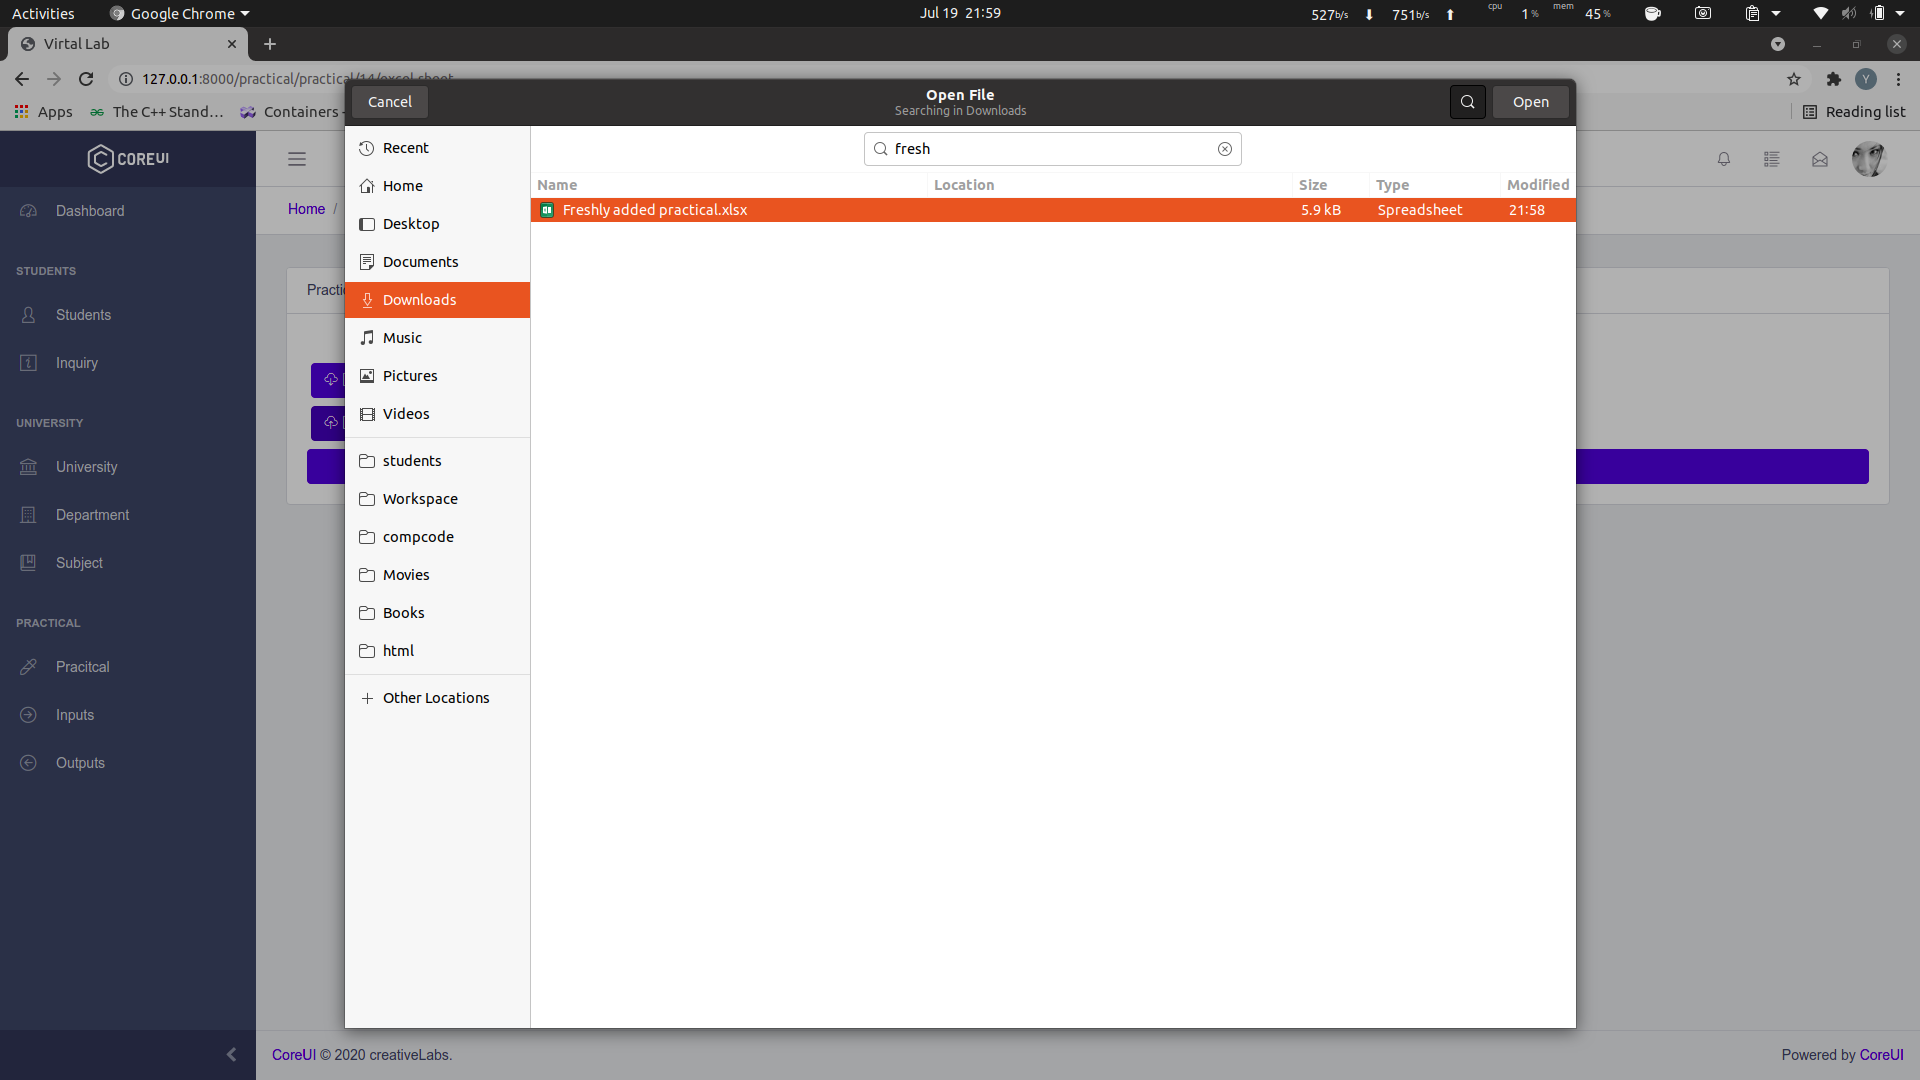 Activities
Google Chrome
Jul 19 21:59
527b/s 751b/s cpu 1% mem 45%
Virtal Lab
127.0.0.1:8000/practical/practical/14/excel-sheet
Y
Apps
The C++ Stand...
Containers
Reading list
Cancel
Open File
Searching in Downloads
Open
COREUI
Dashboard
STUDENTS
Students
Inquiry
UNIVERSITY
University
Department
Subject
PRACTICAL
Pracitcal
Inputs
Outputs
Home /
Practi
Recent
Home
Desktop
Documents
Downloads
Music
Pictures
Videos
students
Workspace
compcode
Movies
Books
html
Other Locations
fresh
Name Location Size Type Modified
Freshly added practical.xlsx 5.9 kB Spreadsheet 21:58
CoreUI © 2020 creativeLabs.
Powered by CoreUI